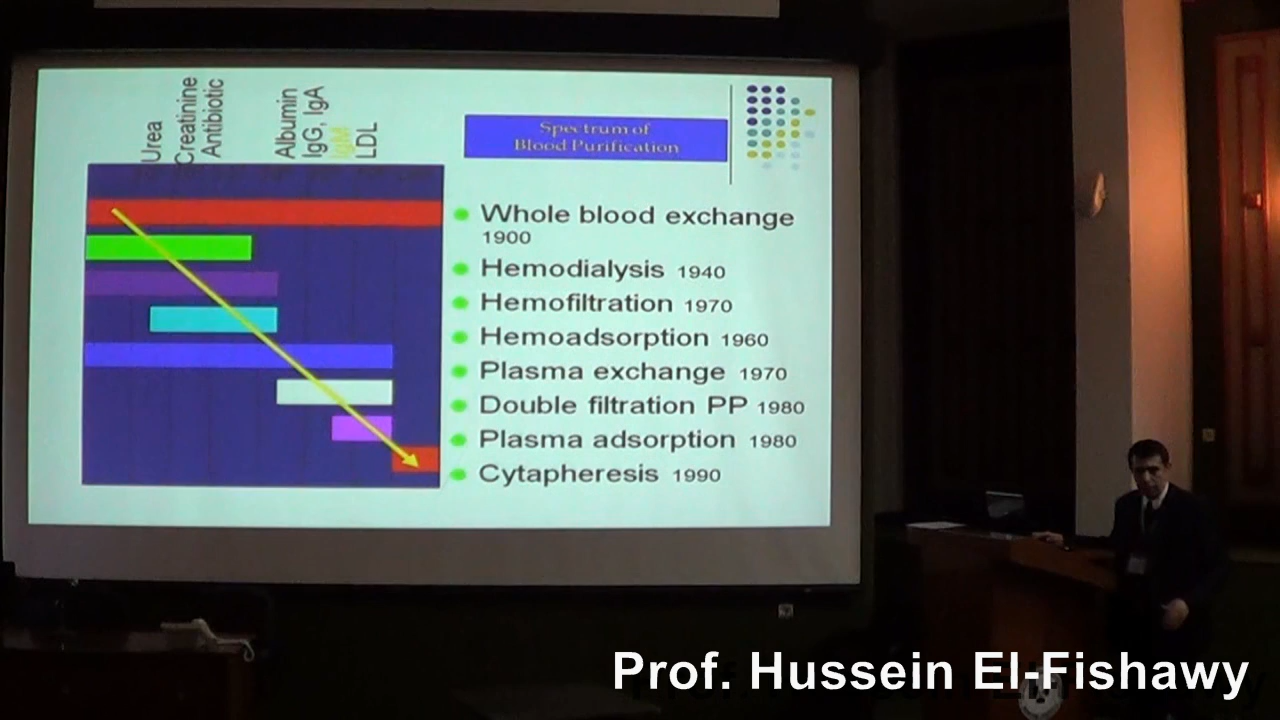 Urea
Creatinine
Antibiotic
Albumin
IgG, IgA
IgM
LDL
Spectrum of
Blood Purification
Whole blood exchange
1900
Hemodialysis 1940
Hemofiltration 1970
Hemoadsorption 1960
Plasma exchange 1970
Double filtration PP 1980
Plasma adsorption 1980
Cytapheresis 1990
Prof. Hussein El-Fishawy